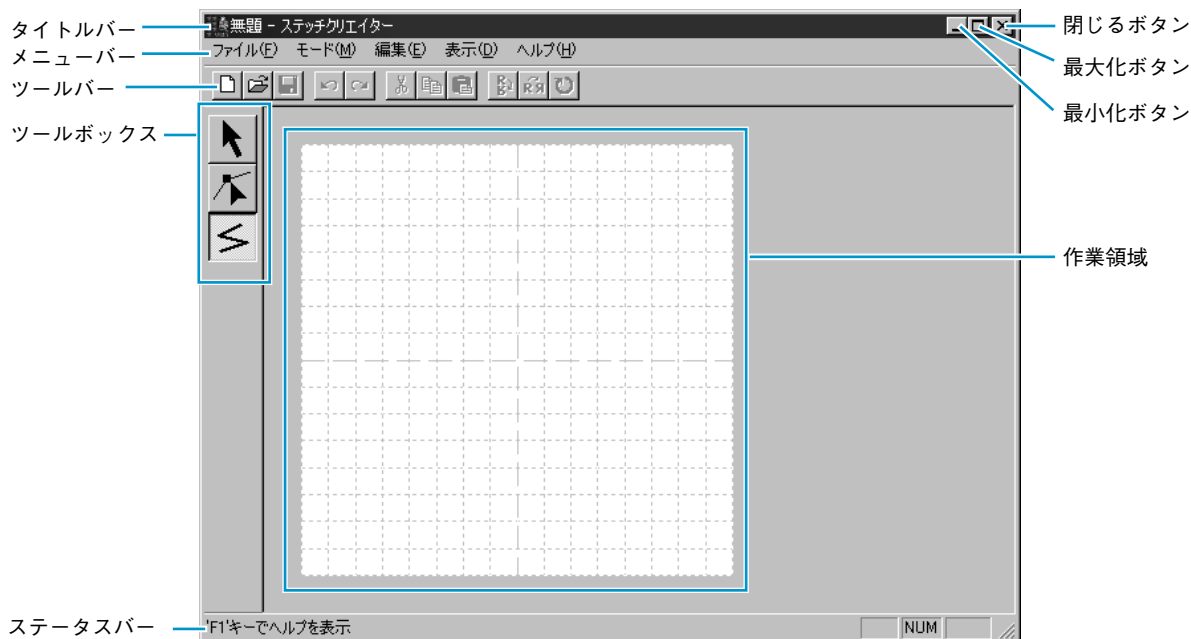 タイトルバー
無題 - ステッチクリエイター
閉じるボタン
メニューバー
ファイル(F) モード(M) 編集(E) 表示(D) ヘルプ(H)
最大化ボタン
ツールバー
最小化ボタン
ツールボックス
作業領域
ステータスバー
'F1'キーでヘルプを表示
NUM